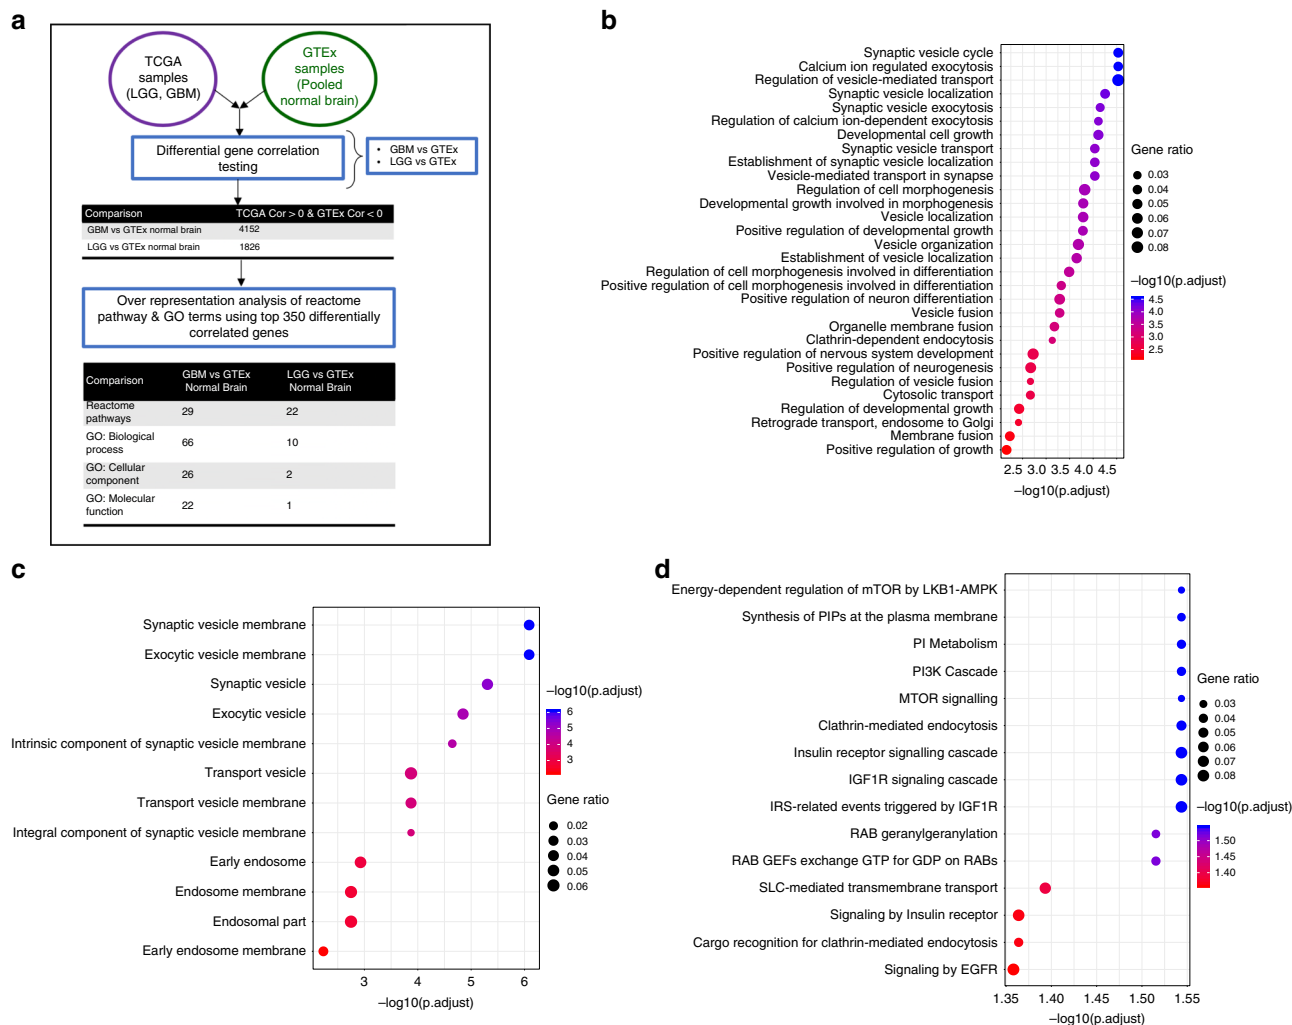 a
TCGA
samples
(LGG, GBM)
GTEx
samples
(Pooled
normal brain)
Differential gene correlation
testing
• GBM vs GTEx
• LGG vs GTEx
Comparison TCGA Cor > 0 & GTEx Cor < 0
GBM vs GTEx normal brain 4152
LGG vs GTEx normal brain 1826
Over representation analysis of reactome
pathway & GO terms using top 350 differentially
correlated genes
Comparison GBM vs GTEx Normal Brain LGG vs GTEx Normal Brain
Reactome pathways 29 22
GO: Biological process 66 10
GO: Cellular component 26 2
GO: Molecular function 22 1
b
Synaptic vesicle cycle
Calcium ion regulated exocytosis
Regulation of vesicle-mediated transport
Synaptic vesicle localization
Synaptic vesicle exocytosis
Regulation of calcium ion-dependent exocytosis
Developmental cell growth
Synaptic vesicle transport
Establishment of synaptic vesicle localization
Vesicle-mediated transport in synapse
Regulation of cell morphogenesis
Developmental growth involved in morphogenesis
Vesicle localization
Positive regulation of developmental growth
Vesicle organization
Establishment of vesicle localization
Regulation of cell morphogenesis involved in differentiation
Positive regulation of cell morphogenesis involved in differentiation
Positive regulation of neuron differentiation
Vesicle fusion
Organelle membrane fusion
Clathrin-dependent endocytosis
Positive regulation of nervous system development
Positive regulation of neurogenesis
Regulation of vesicle fusion
Cytosolic transport
Regulation of developmental growth
Retrograde transport, endosome to Golgi
Membrane fusion
Positive regulation of growth
2.5 3.0 3.5 4.0 4.5
−log10(p.adjust)
Gene ratio
0.03
0.04
0.05
0.06
0.07
0.08
−log10(p.adjust)
4.5
4.0
3.5
3.0
2.5
c
Synaptic vesicle membrane
Exocytic vesicle membrane
Synaptic vesicle
Exocytic vesicle
Intrinsic component of synaptic vesicle membrane
Transport vesicle
Transport vesicle membrane
Integral component of synaptic vesicle membrane
Early endosome
Endosome membrane
Endosomal part
Early endosome membrane
3 4 5 6
−log10(p.adjust)
−log10(p.adjust)
6
5
4
3
Gene ratio
0.02
0.03
0.04
0.05
0.06
d
Energy-dependent regulation of mTOR by LKB1-AMPK
Synthesis of PIPs at the plasma membrane
PI Metabolism
PI3K Cascade
MTOR signalling
Clathrin-mediated endocytosis
Insulin receptor signalling cascade
IGF1R signaling cascade
IRS-related events triggered by IGF1R
RAB geranylgeranylation
RAB GEFs exchange GTP for GDP on RABs
SLC-mediated transmembrane transport
Signaling by Insulin receptor
Cargo recognition for clathrin-mediated endocytosis
Signaling by EGFR
1.35 1.40 1.45 1.50 1.55
−log10(p.adjust)
Gene ratio
0.03
0.04
0.05
0.06
0.07
0.08
−log10(p.adjust)
1.50
1.45
1.40